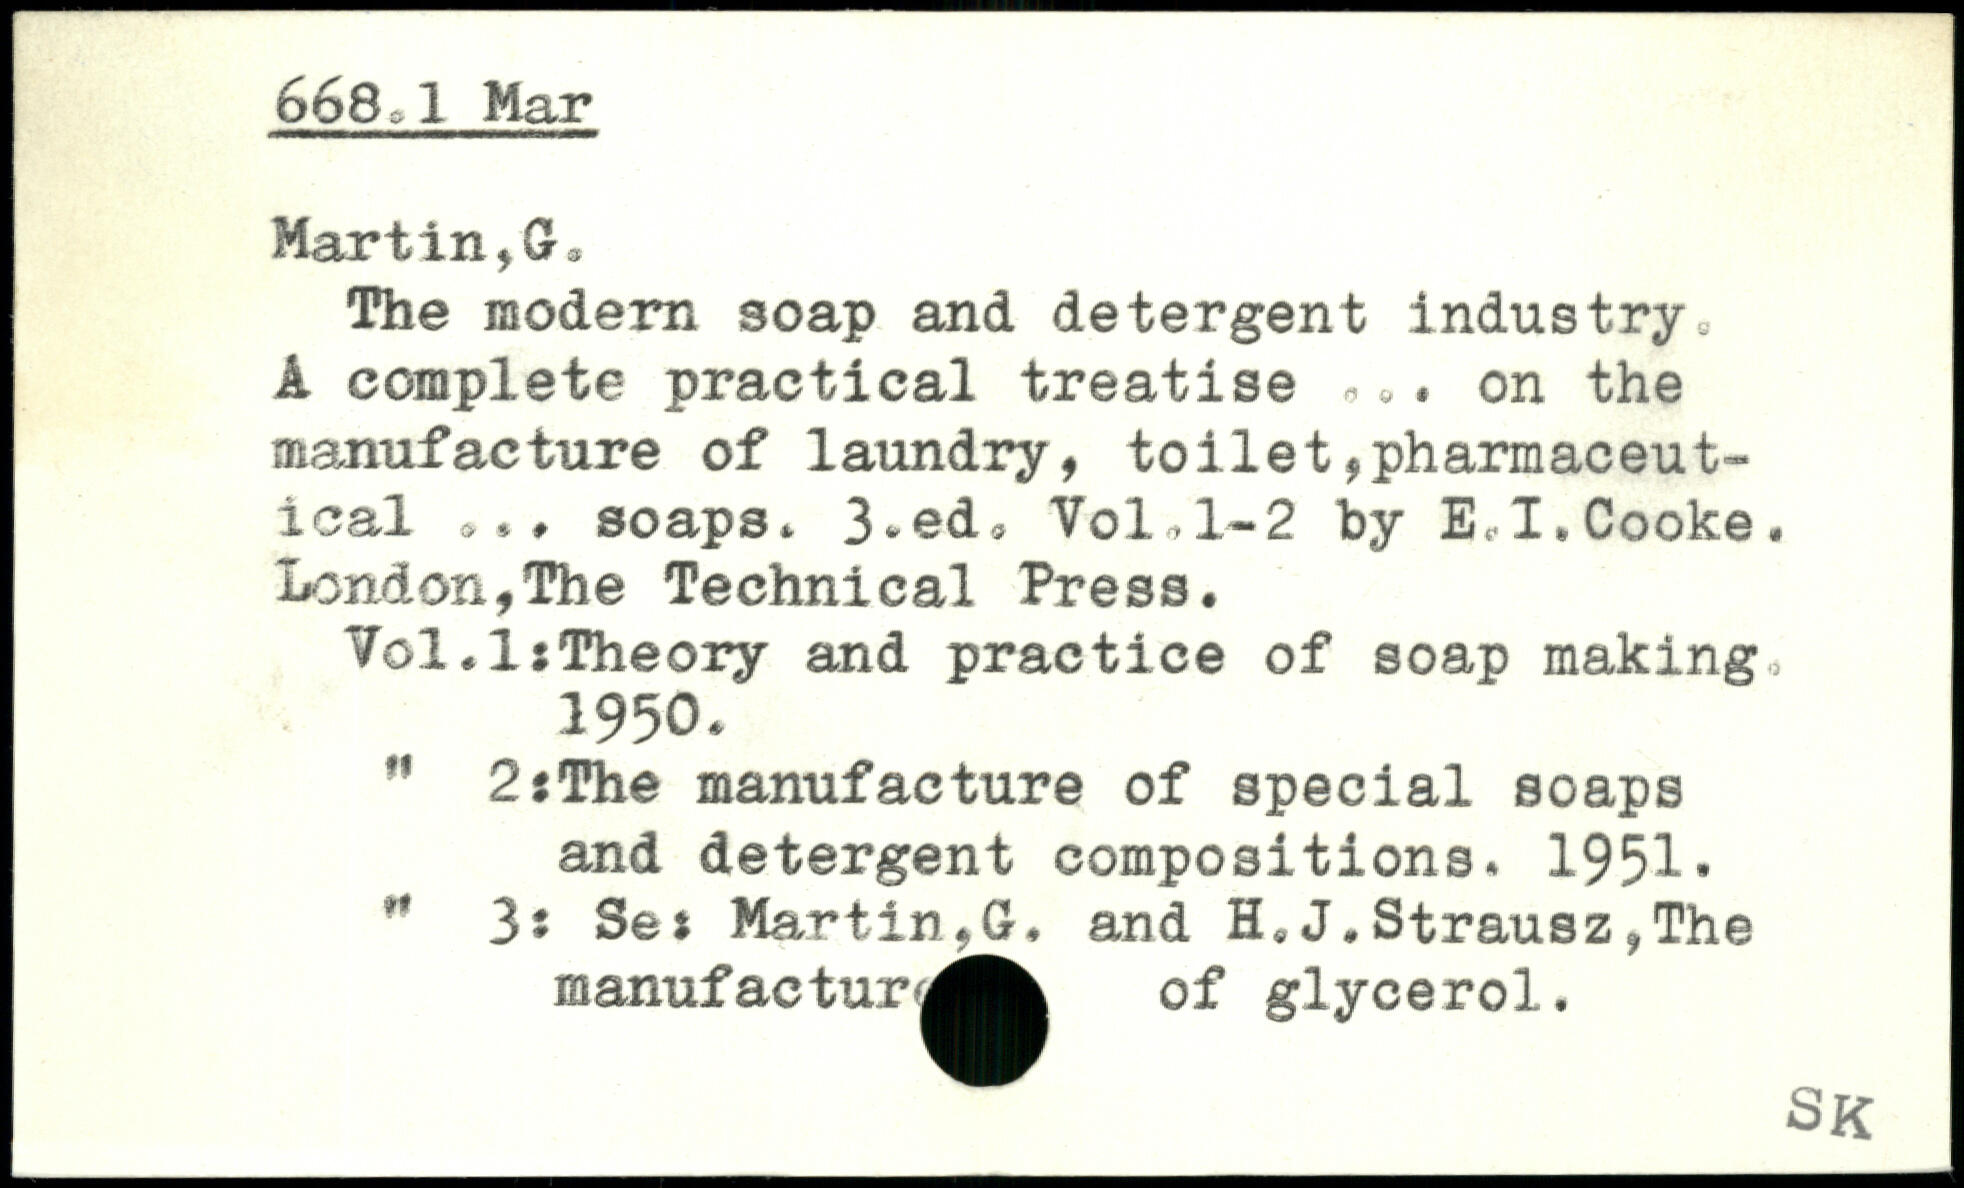 668.1 Mar
Martin,G.
The modern soap and detergent industry.
A complete practical treatise ... on the
manufacture of laundry, toilet,pharmaceut-
ical ... soaps. 3.ed. Vol.1-2 by E.I.Cooke.
London,The Technical Press.
Vol.1:Theory and practice of soap making.
1950.
" 2:The manufacture of special soaps
and detergent compositions. 1951.
" 3: Se: Martin,G. and H.J.Strausz,The
manufacture of glycerol.
SK